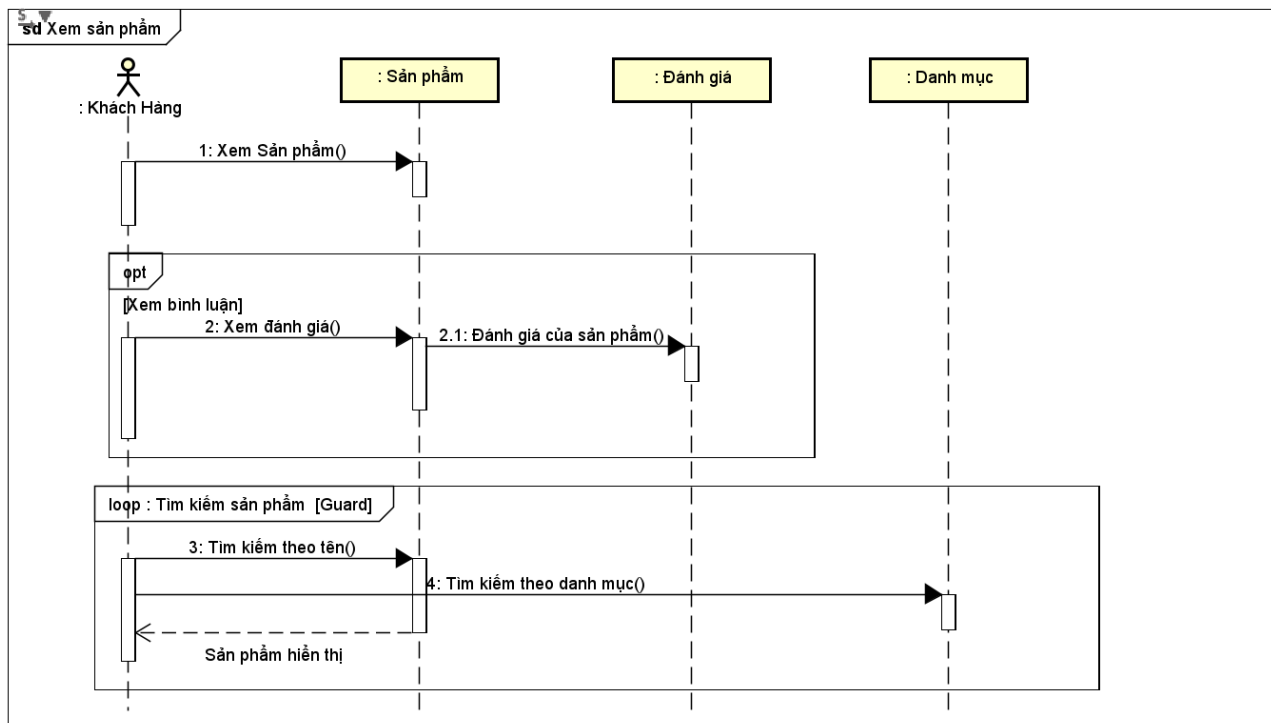 S
sd Xem sản phẩm
: Khách Hàng
: Sản phẩm
: Đánh giá
: Danh mục
1: Xem Sản phẩm()
opt
[Xem bình luận]
2: Xem đánh giá()
2.1: Đánh giá của sản phẩm()
loop : Tìm kiếm sản phẩm [Guard]
3: Tìm kiếm theo tên()
4: Tìm kiếm theo danh mục()
Sản phẩm hiển thị